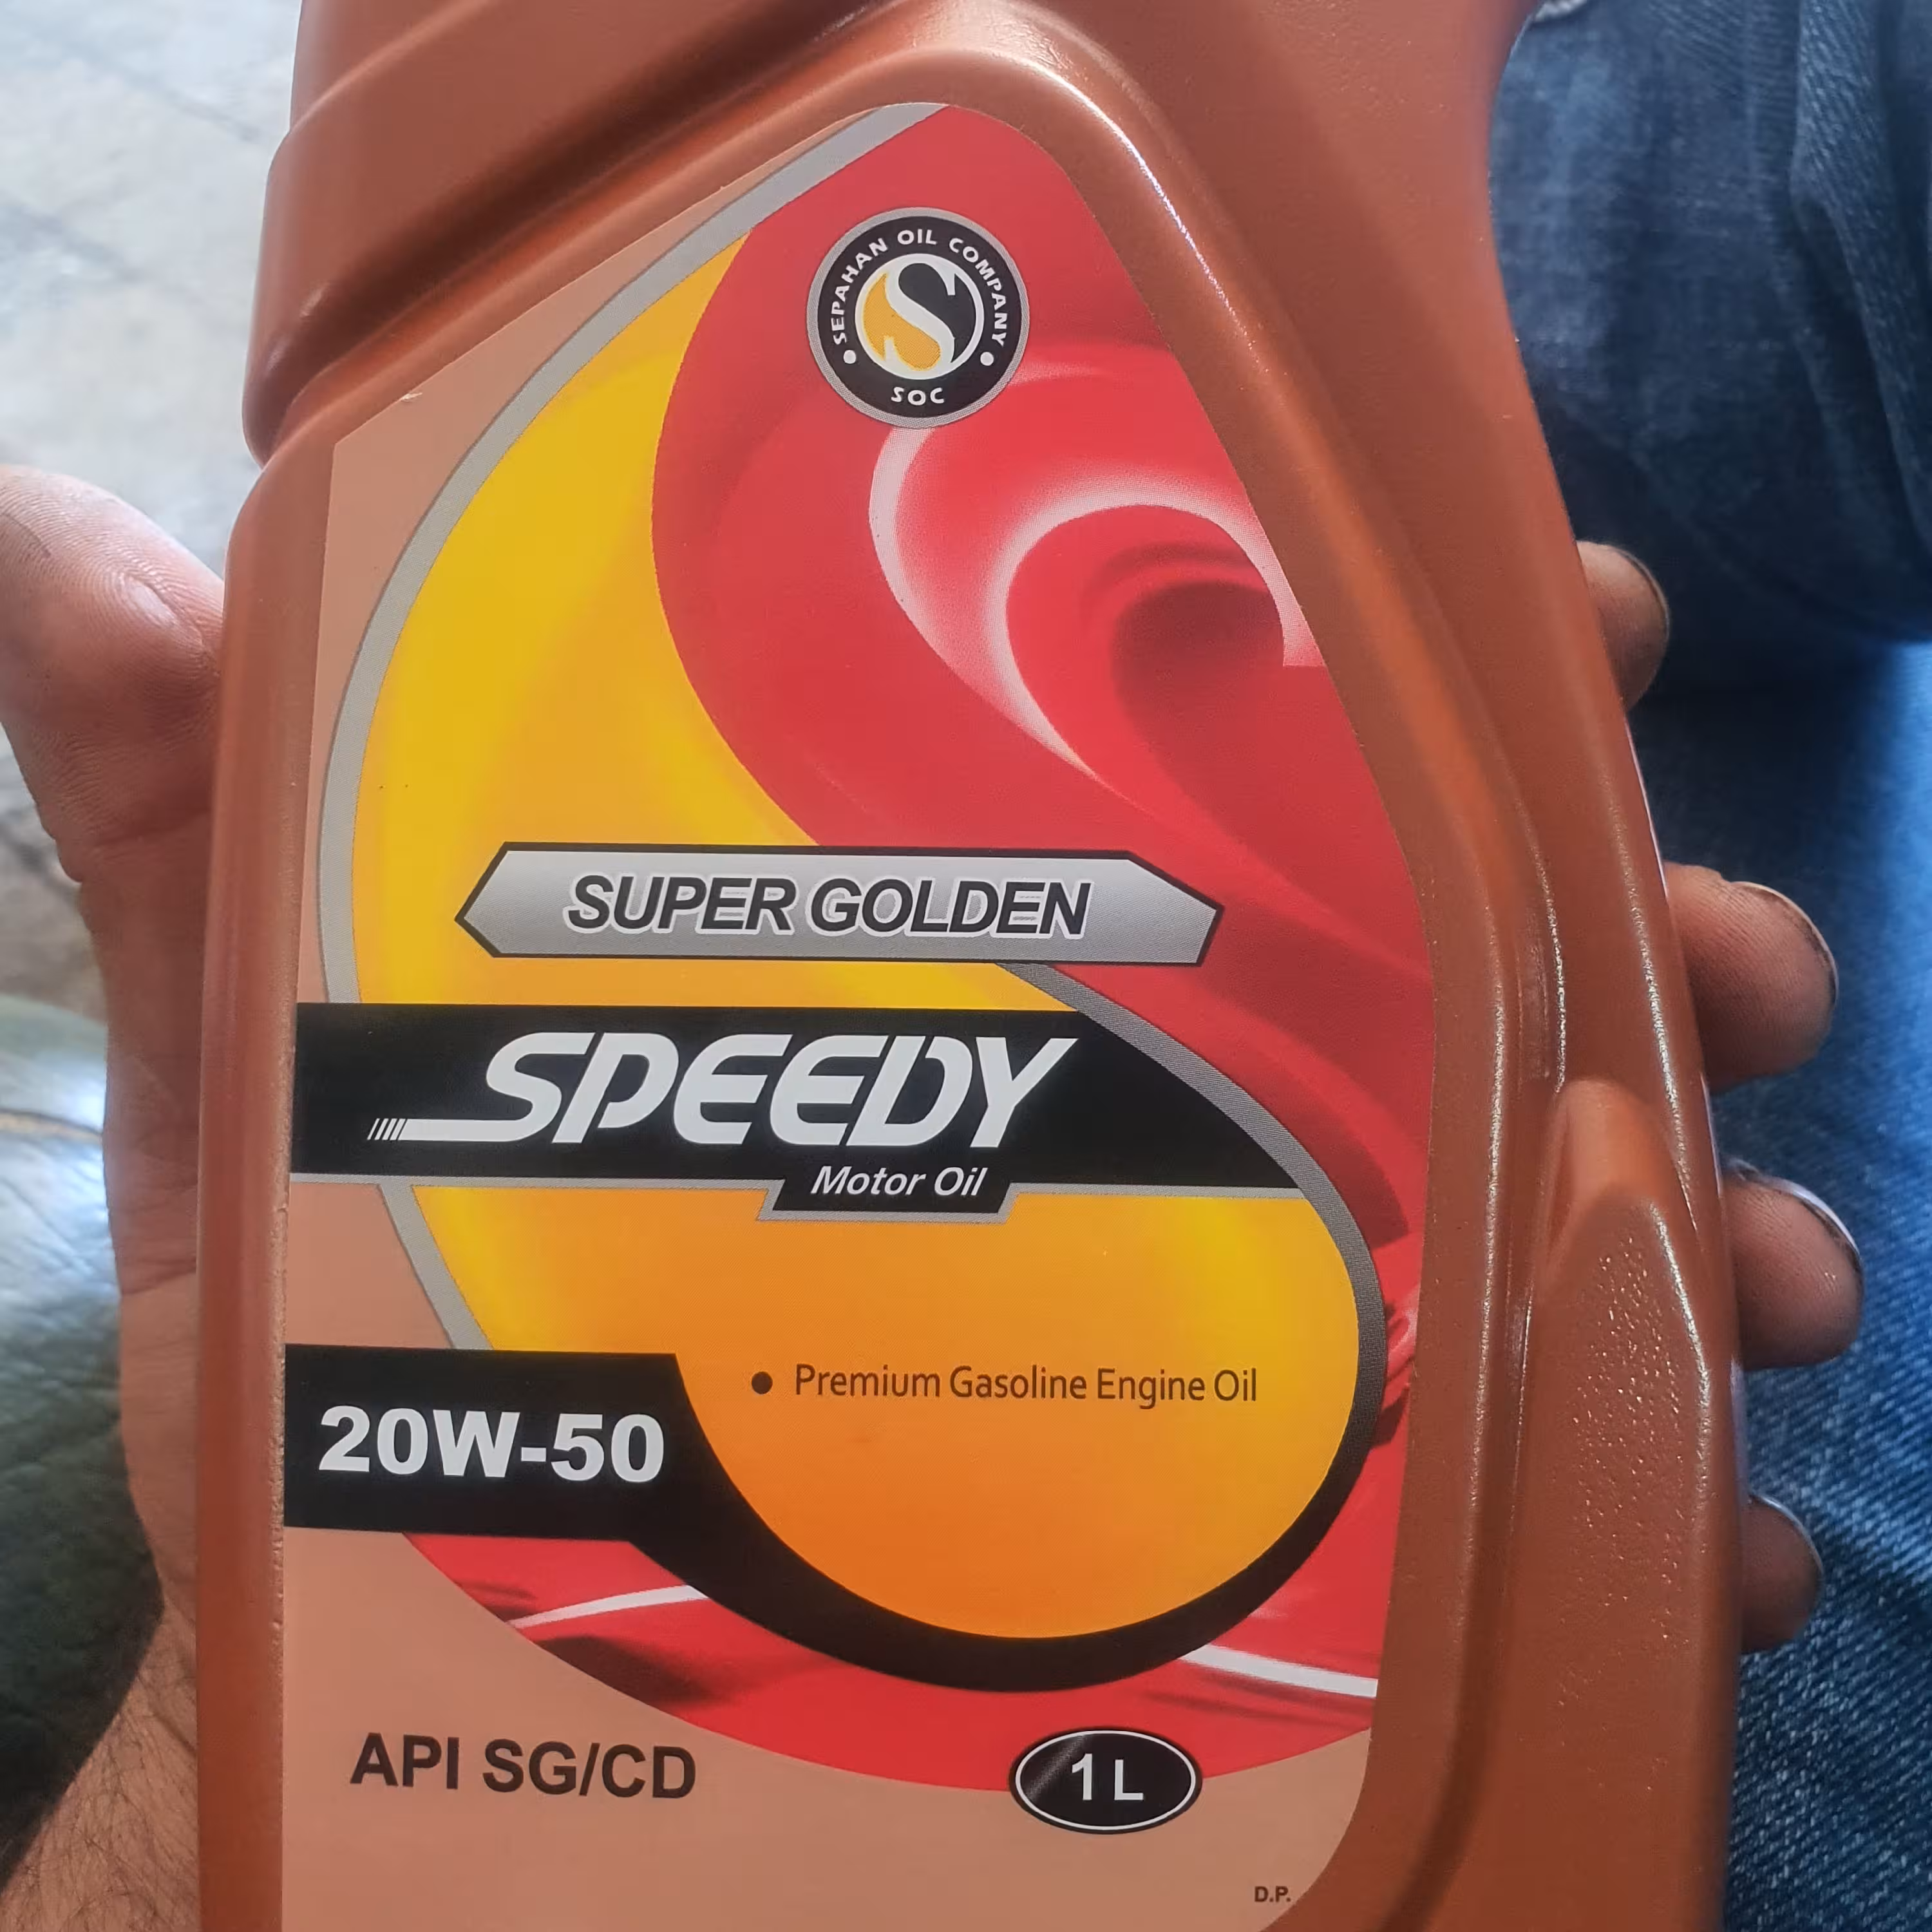 SEPAHAN OIL COMPANY
S
SOC
SUPER GOLDEN
SPEEDY
Motor Oil
• Premium Gasoline Engine Oil
20W-50
API SG/CD
1 L
D.P.